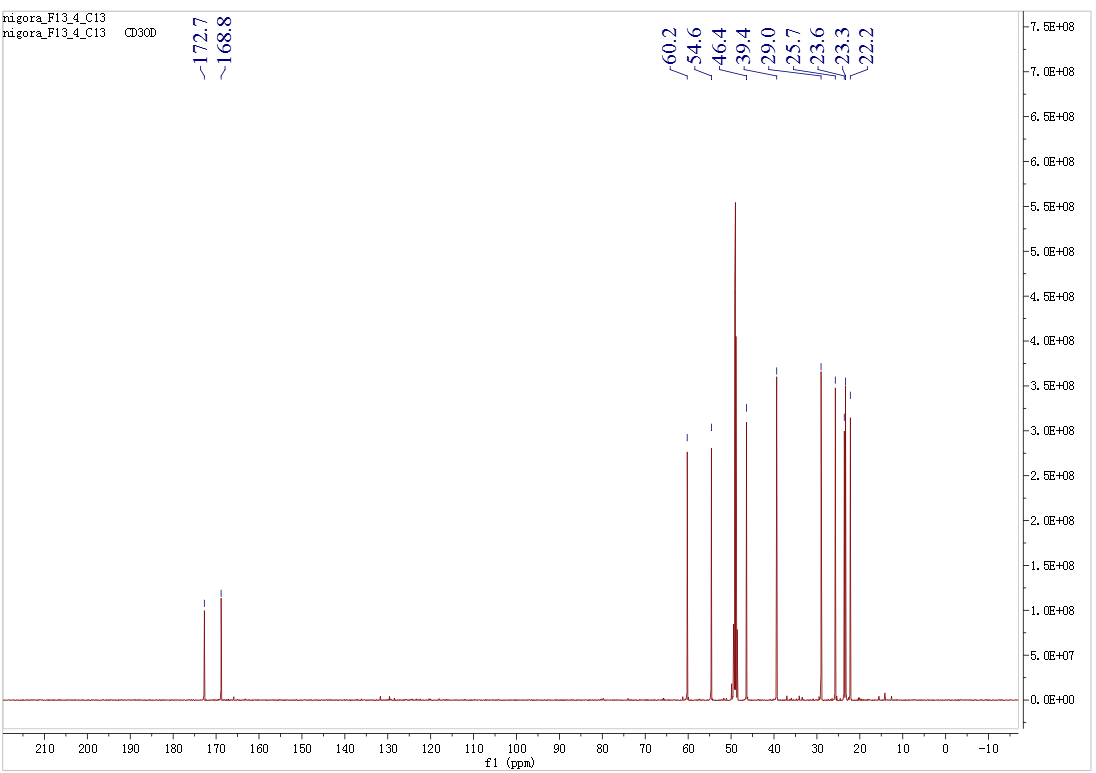 nigora_F13_4_C13
nigora_F13_4_C13 CD3OD
172.7
168.8
60.2
54.6
46.4
39.4
29.0
25.7
23.6
23.3
22.2
7.5E+08
7.0E+08
6.5E+08
6.0E+08
5.5E+08
5.0E+08
4.5E+08
4.0E+08
3.5E+08
3.0E+08
2.5E+08
2.0E+08
1.5E+08
1.0E+08
5.0E+07
0.0E+00
210 200 190 180 170 160 150 140 130 120 110 100 90 80 70 60 50 40 30 20 10 0 -10
f1 (ppm)